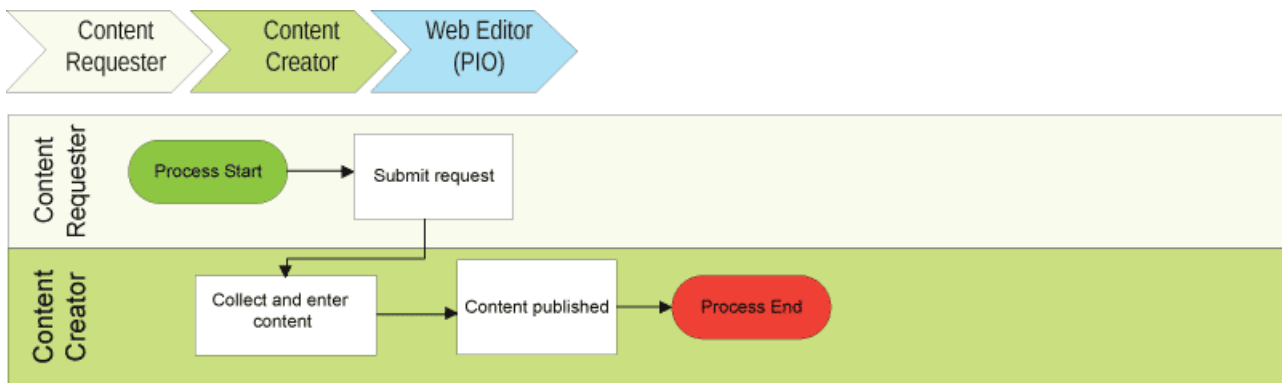 Content
Requester
Content
Creator
Web Editor
(PIO)
Content
Requester
Process Start
Submit request
Content
Creator
Collect and enter
content
Content published
Process End